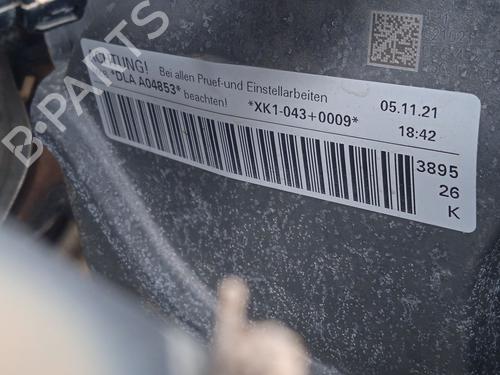 ACHTUNG! Bei allen Pruef-und Einstellarbeiten
*DLA A04853* beachten! *XK1-043+0009*
05.11.21
18:42
3895
26
K
B-PARTS